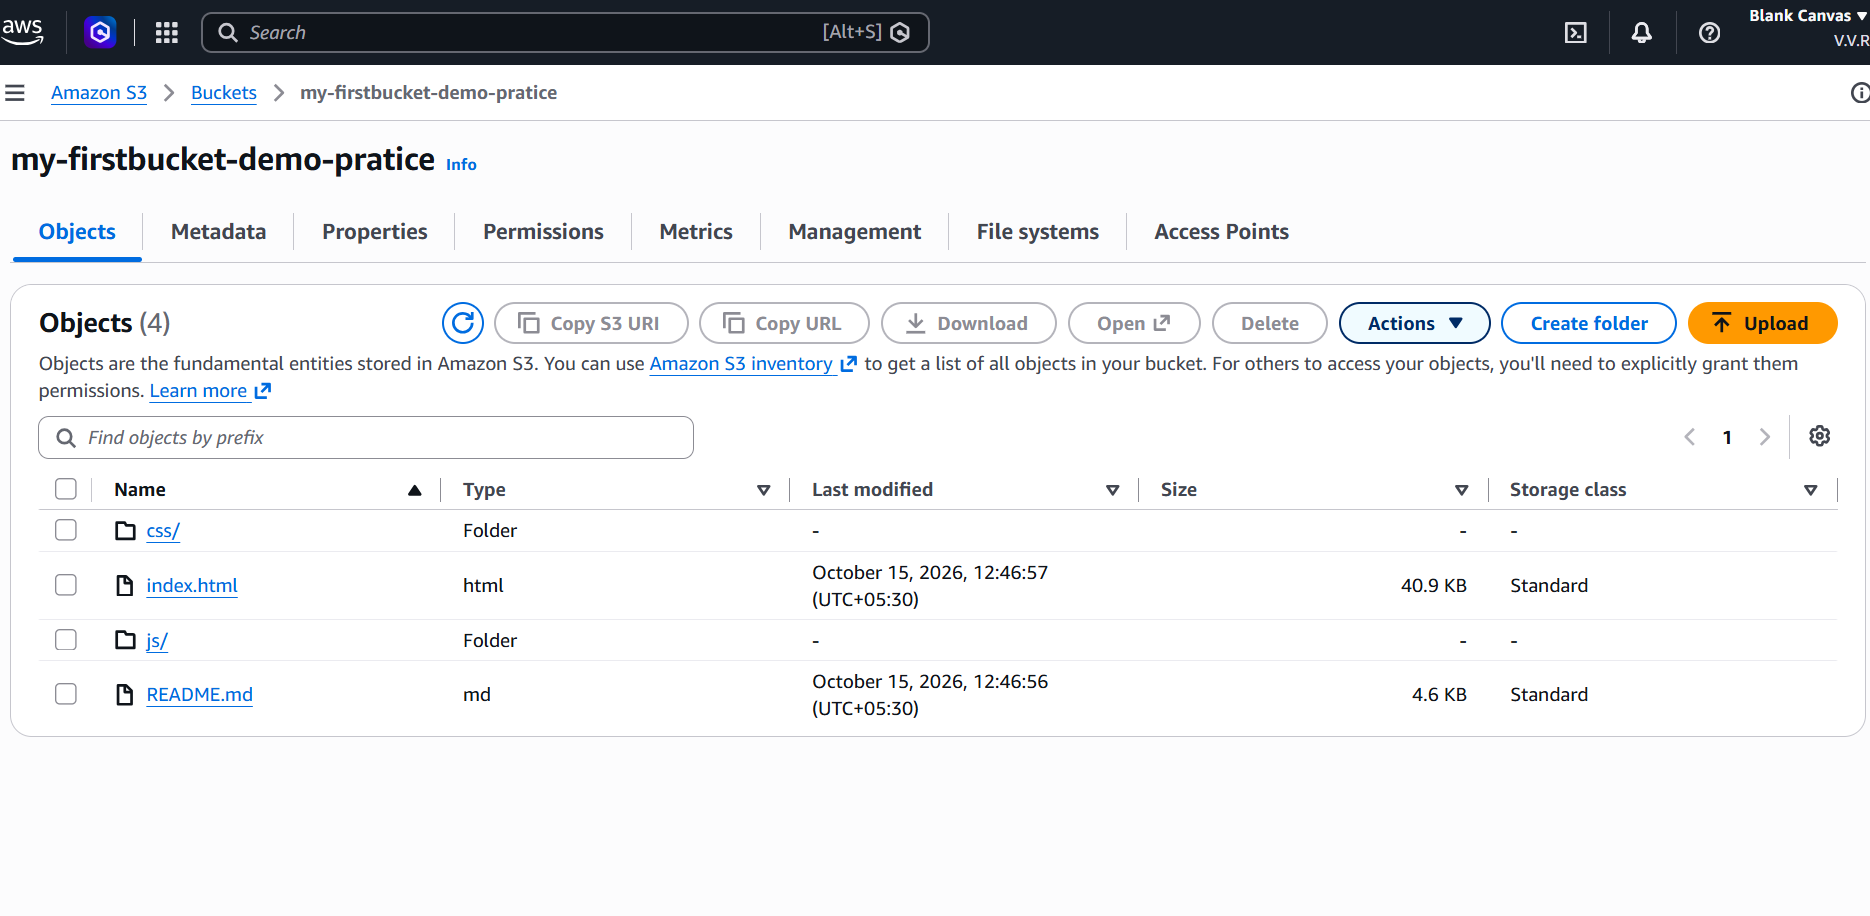 aws
Search [Alt+S]
Blank Canvas
V.V.R
Amazon S3 Buckets my-firstbucket-demo-pratice
my-firstbucket-demo-pratice Info
Objects Metadata Properties Permissions Metrics Management File systems Access Points
Objects (4) Copy S3 URI Copy URL Download Open Delete Actions Create folder Upload
Objects are the fundamental entities stored in Amazon S3. You can use Amazon S3 inventory to get a list of all objects in your bucket. For others to access your objects, you'll need to explicitly grant them
permissions. Learn more
Find objects by prefix 1
Name Type Last modified Size Storage class
css/ Folder - - -
index.html html October 15, 2026, 12:46:57 (UTC+05:30) 40.9 KB Standard
js/ Folder - - -
README.md md October 15, 2026, 12:46:56 (UTC+05:30) 4.6 KB Standard